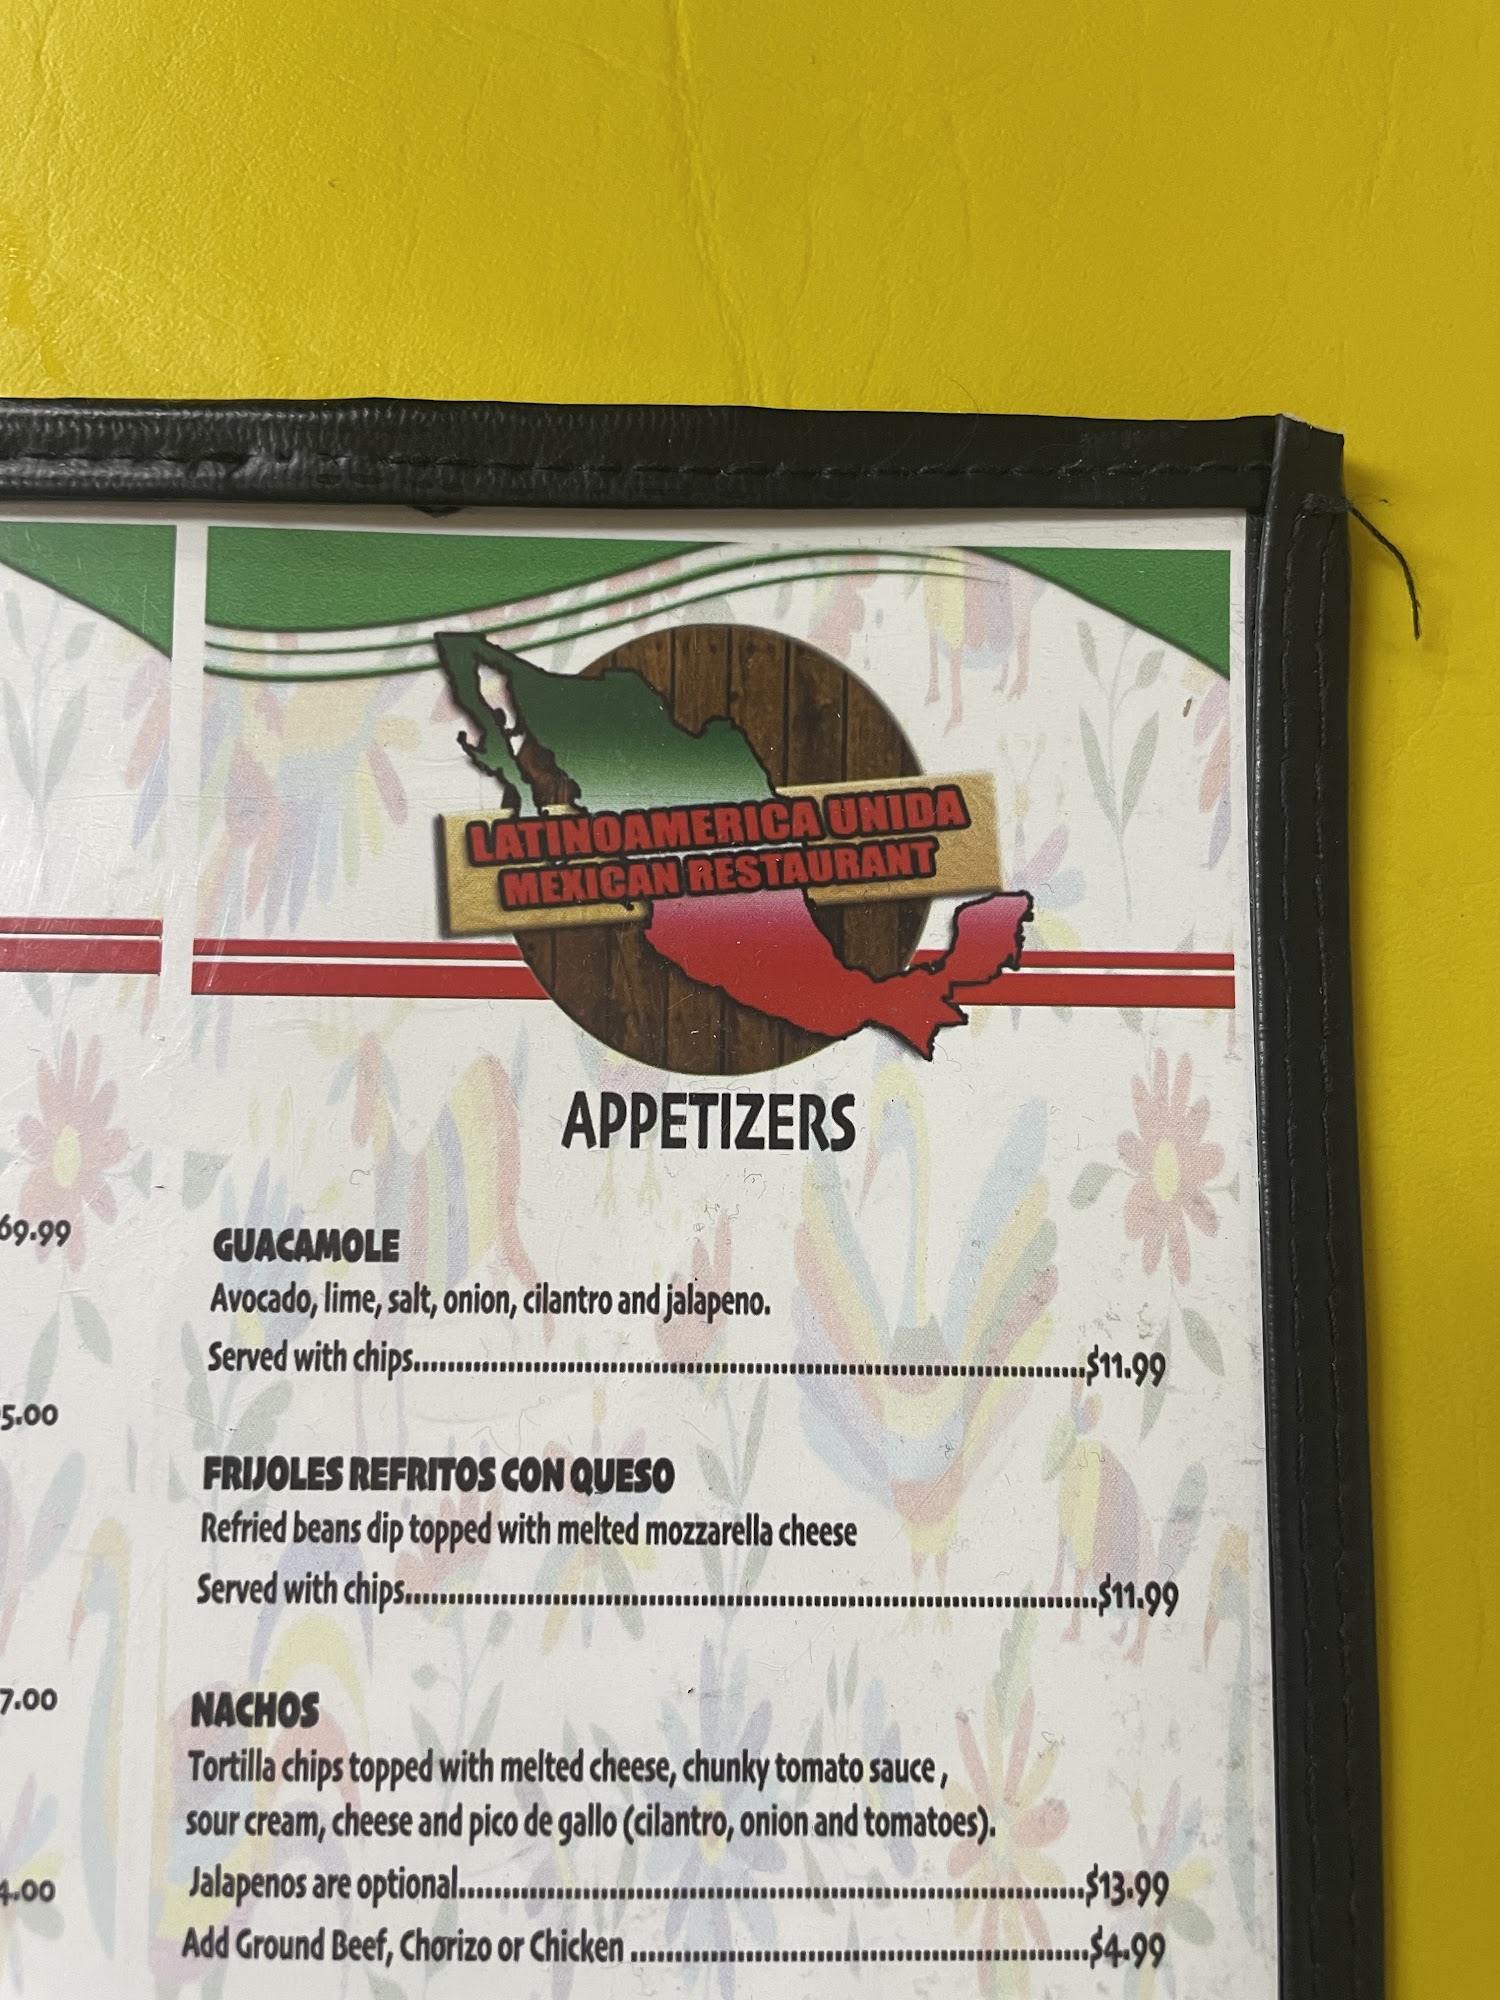 LATINOAMERICA UNIDA
MEXICAN RESTAURANT
APPETIZERS
GUACAMOLE
Avocado, lime, salt, onion, cilantro and jalapeno.
Served with chips....................$11.99
FRIJOLES REFRITOS CON QUESO
Refried beans dip topped with melted mozzarella cheese
Served with chips....................$11.99
NACHOS
Tortilla chips topped with melted cheese, chunky tomato sauce ,
sour cream, cheese and pico de gallo (cilantro, onion and tomatoes).
Jalapenos are optional....................$13.99
Add Ground Beef, Chorizo or Chicken ....................$4.99
69.99
5.00
7.00
4.00